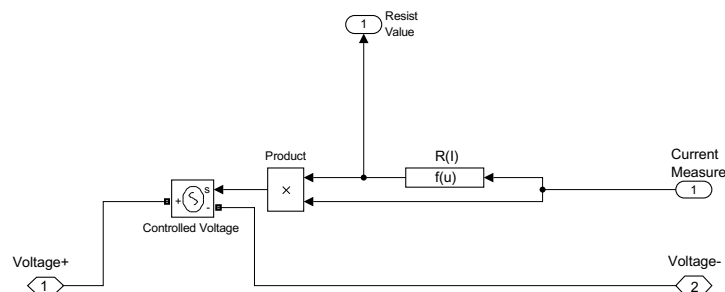 1
Resist
Value
Product
R(I)
Current
Measure
×
f(u)
1
s
+
-
Controlled Voltage
Voltage+
Voltage-
1
2